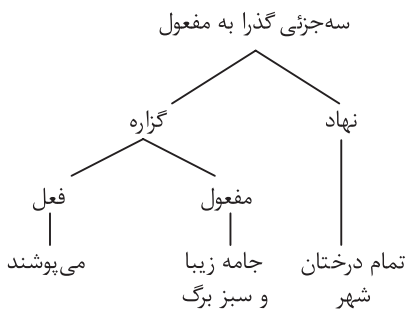 سه‌جزئی گذرا به مفعول
نهاد
گزاره
مفعول
فعل
تمام درختان
شهر
جامه زیبا
و سبز برگ
می‌پوشند